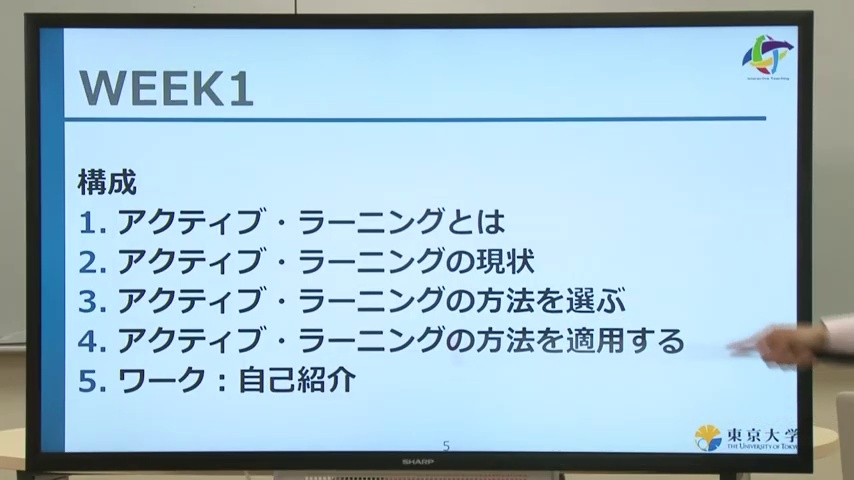 WEEK1
Interactive Teaching
構成
1. アクティブ・ラーニングとは
2. アクティブ・ラーニングの現状
3. アクティブ・ラーニングの方法を選ぶ
4. アクティブ・ラーニングの方法を適用する
5. ワーク：自己紹介
5
東京大学
THE UNIVERSITY OF TOKYO
SHARP